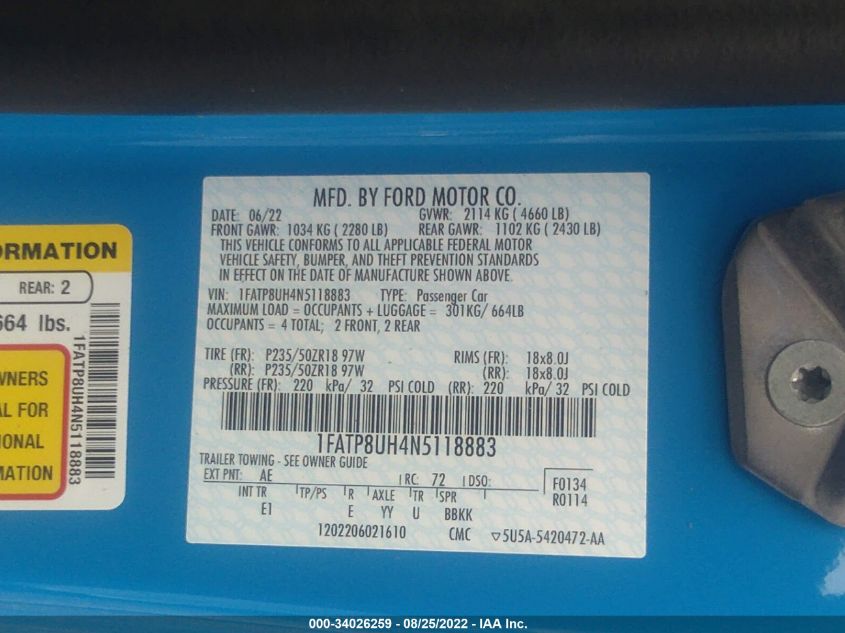 MFD. BY FORD MOTOR CO.
DATE: 06/22 GVWR: 2114 KG ( 4660 LB)
FRONT GAWR: 1034 KG ( 2280 LB) REAR GAWR: 1102 KG ( 2430 LB)
THIS VEHICLE CONFORMS TO ALL APPLICABLE FEDERAL MOTOR
VEHICLE SAFETY, BUMPER, AND THEFT PREVENTION STANDARDS
IN EFFECT ON THE DATE OF MANUFACTURE SHOWN ABOVE.
VIN: 1FATP8UH4N5118883 TYPE: Passenger Car
MAXIMUM LOAD = OCCUPANTS + LUGGAGE = 301KG/ 664LB
OCCUPANTS = 4 TOTAL; 2 FRONT, 2 REAR
TIRE (FR): P235/50ZR18 97W RIMS (FR): 18x8.0J
(RR): P235/50ZR18 97W (RR): 18x8.0J
PRESSURE (FR): 220 kPa/ 32 PSI COLD (RR): 220 kPa/ 32 PSI COLD
1FATP8UH4N5118883
TRAILER TOWING - SEE OWNER GUIDE
EXT PNT: AE RC: 72 DSO: F0134
R0114
INT TR TP/PS R AXLE TR SPR
E1 E YY U BBKK
1202206021610 CMC ▽5U5A-5420472-AA
ORMATION
REAR: 2
664 lbs.
WNERS
AL FOR
IONAL
MATION
1FATP8UH4N5118883
000-34026259 - 08/25/2022 - IAA Inc.